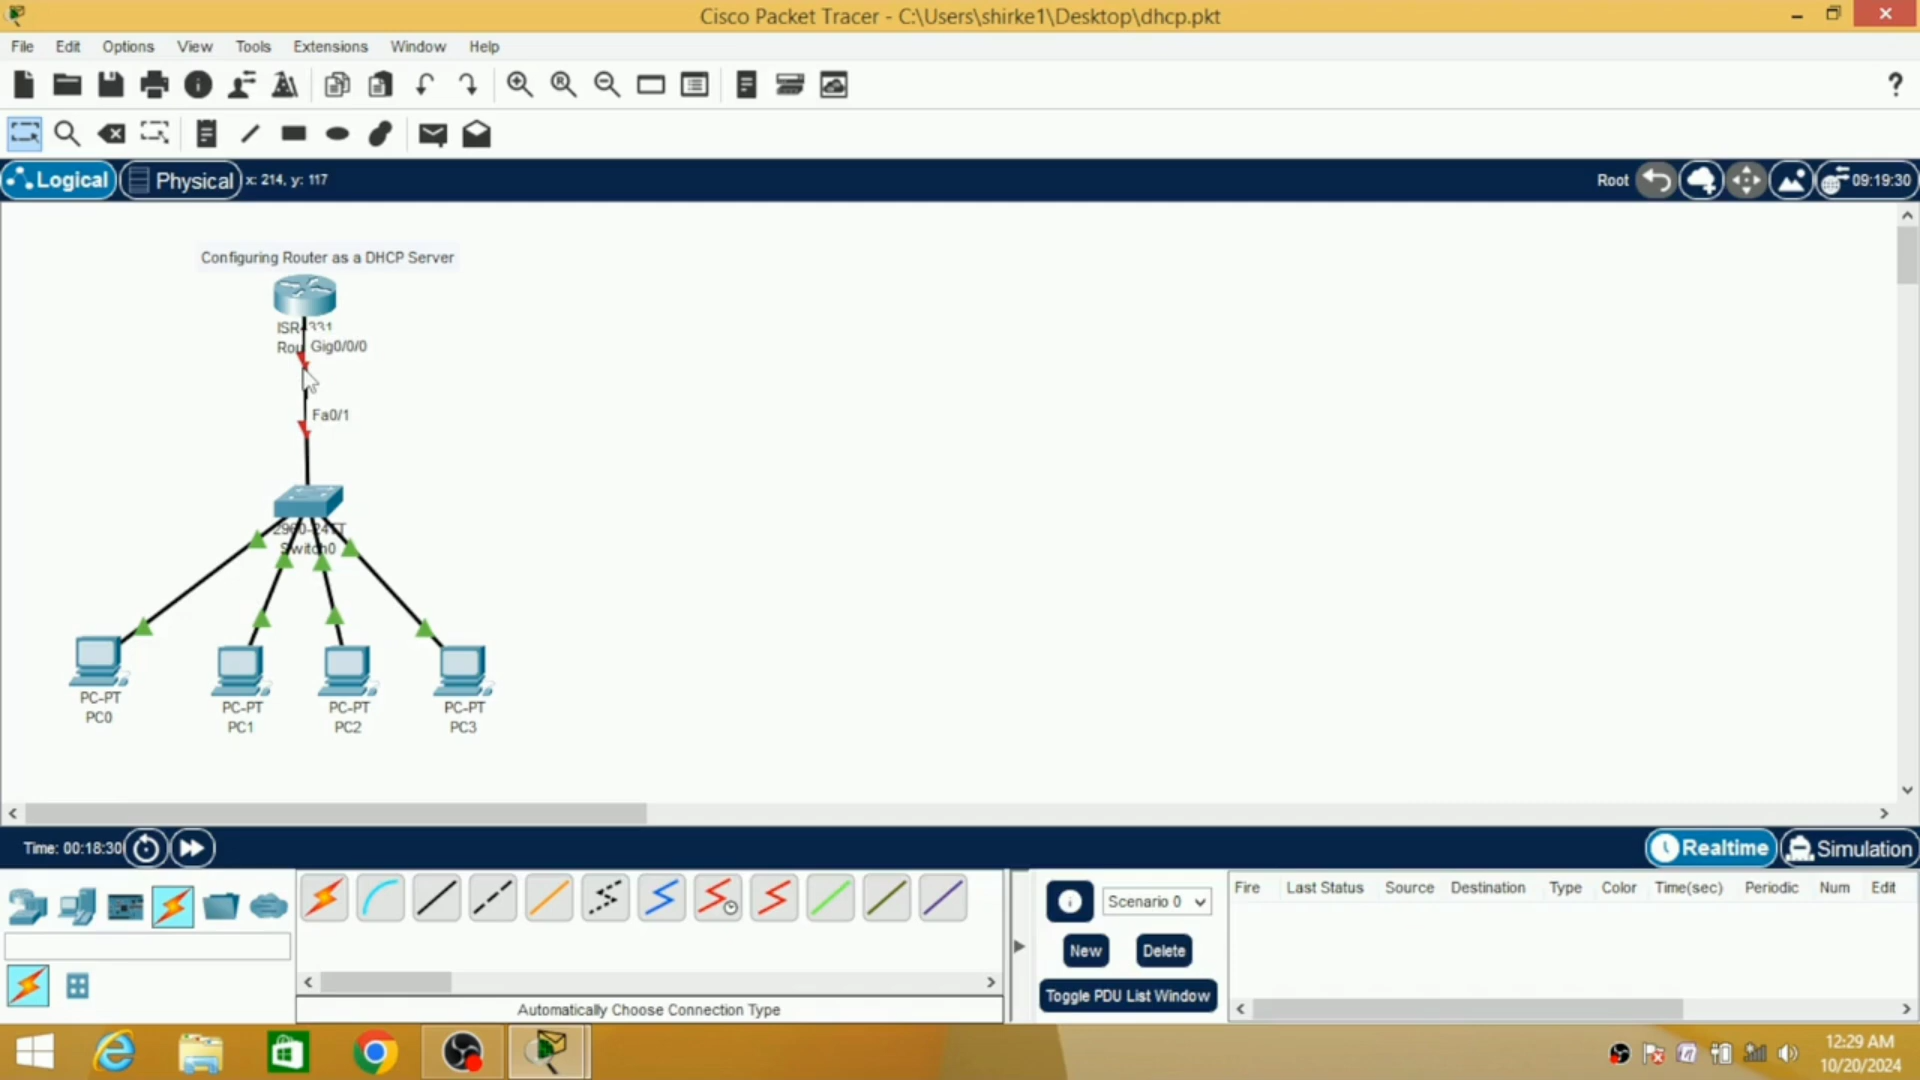 Cisco Packet Tracer - C:\Users\shirke1\Desktop\dhcp.pkt
File Edit Options View Tools Extensions Window Help
Logical Physical x: 214, y: 117 Root 09:19:30
Configuring Router as a DHCP Server
Gig0/0/0
Fa0/1
2960-24TT
Switch0
PC-PT PC-PT PC-PT PC-PT
PC0 PC1 PC2 PC3
Time: 00:18:30 Realtime Simulation
Scenario 0
Fire Last Status Source Destination Type Color Time(sec) Periodic Num Edit
New Delete
Toggle PDU List Window
Automatically Choose Connection Type
12:29 AM
10/20/2024